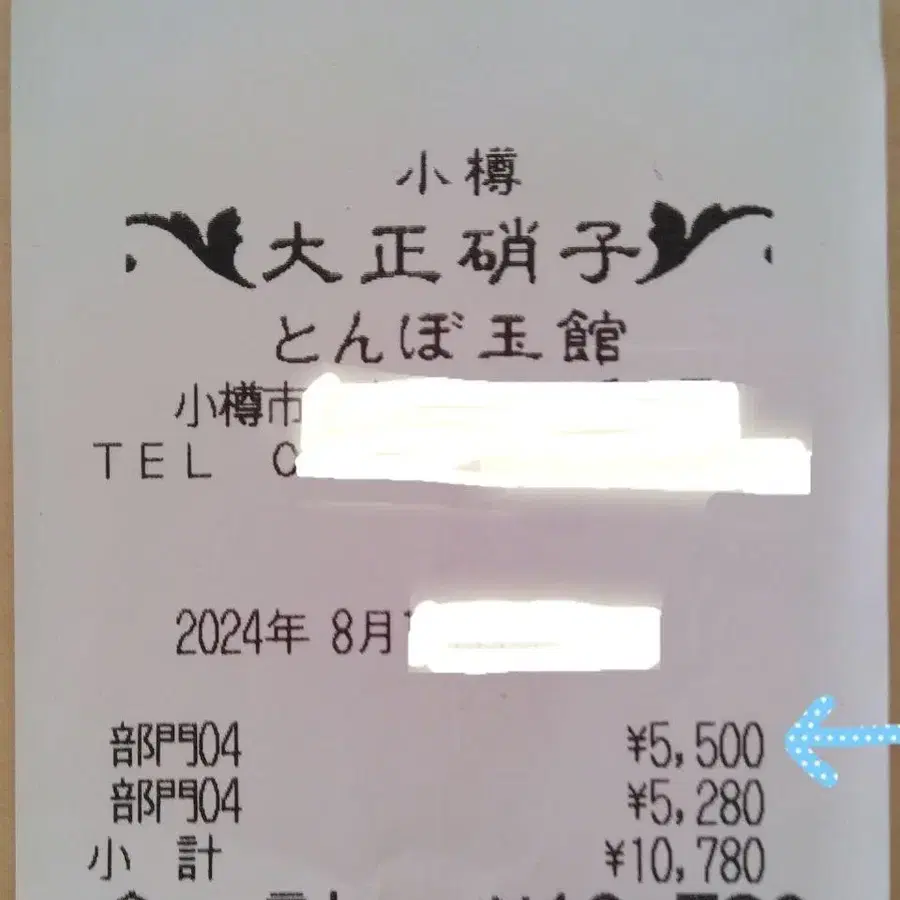 小樽
大正硝子
とんぼ玉館
小樽市
TEL
2024年 8月
部門04 ¥5,500
部門04 ¥5,280
小 計 ¥10,780